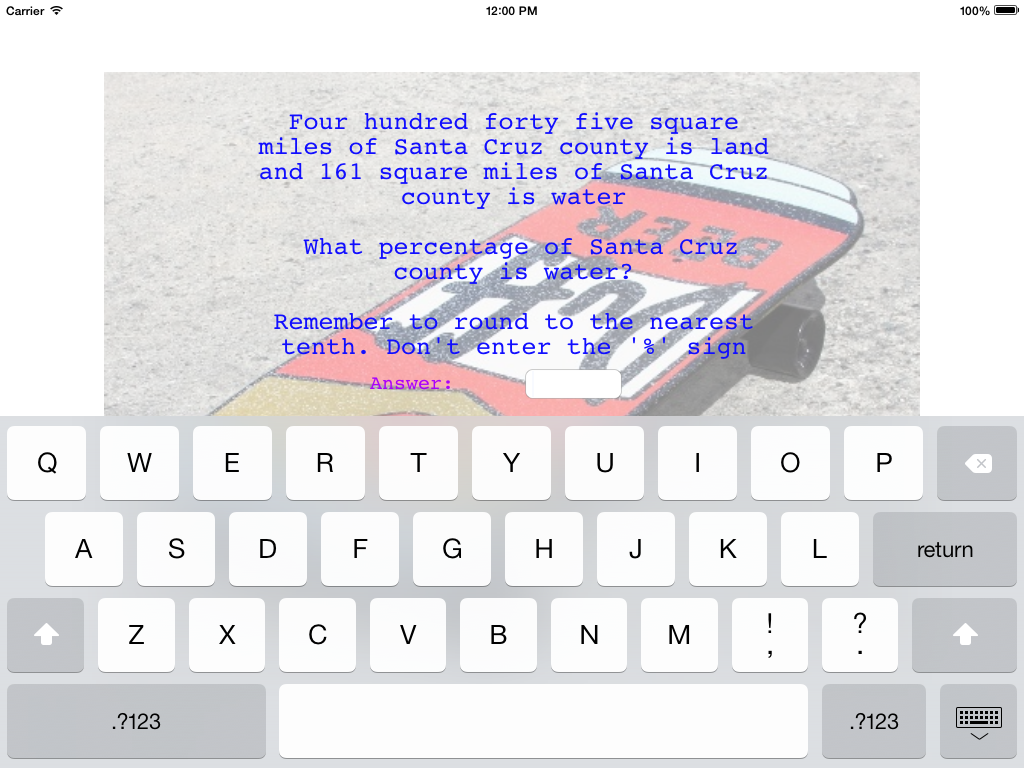 Carrier 12:00 PM 100%
Four hundred forty five square
miles of Santa Cruz county is land
and 161 square miles of Santa Cruz
county is water
What percentage of Santa Cruz
county is water?
Remember to round to the nearest
tenth. Don't enter the '%' sign
Answer:
BEER
Q W E R T Y U I O P
A S D F G H J K L return
Z X C V B N M ! , ? .
.?123 .?123